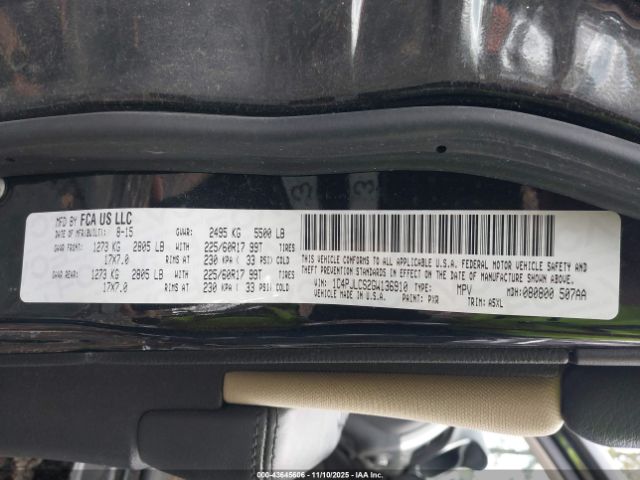 MFD BY FCA US LLC
DATE OF MFR(BUILT): 8-15 GVWR: 2495 KG 5500 LB
GAWR FRONT: 1273 KG 2805 LB WITH 225/60R17 99T TIRES
17X7.0 RIMS AT 230 KPA ( 33 PSI) COLD
GAWR REAR: 1273 KG 2805 LB WITH 225/60R17 99T TIRES
17X7.0 RIMS AT 230 KPA ( 33 PSI) COLD
THIS VEHICLE CONFORMS TO ALL APPLICABLE U.S.A. FEDERAL MOTOR VEHICLE SAFETY AND
THEFT PREVENTION STANDARDS IN EFFECT ON THE DATE OF MANUFACTURE SHOWN ABOVE.
VIN: 1C4PJLCS2GW136910 TYPE: MPV MDH: 080800 507AA
VEHICLE MADE IN U.S.A. PAINT: PXR TRIM: A5XL
000-43645606 - 11/10/2025 - IAAI.COM